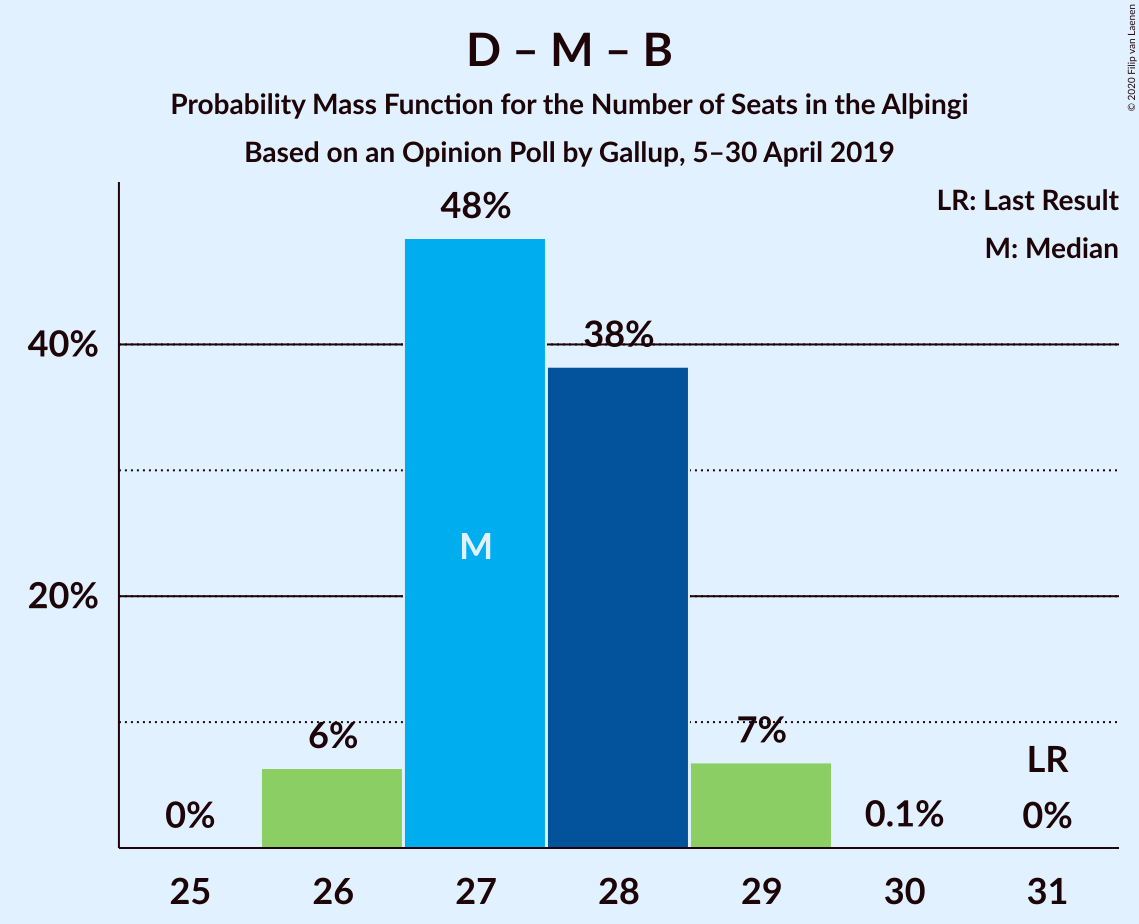 D – M – B
Probability Mass Function for the Number of Seats in the Alþingi
Based on an Opinion Poll by Gallup, 5–30 April 2019
© 2020 Filip van Laenen
LR: Last Result
M: Median
48%
38%
40%
M
20%
6%
7%
LR
0%
0.1%
0%
25
26
27
28
29
30
31